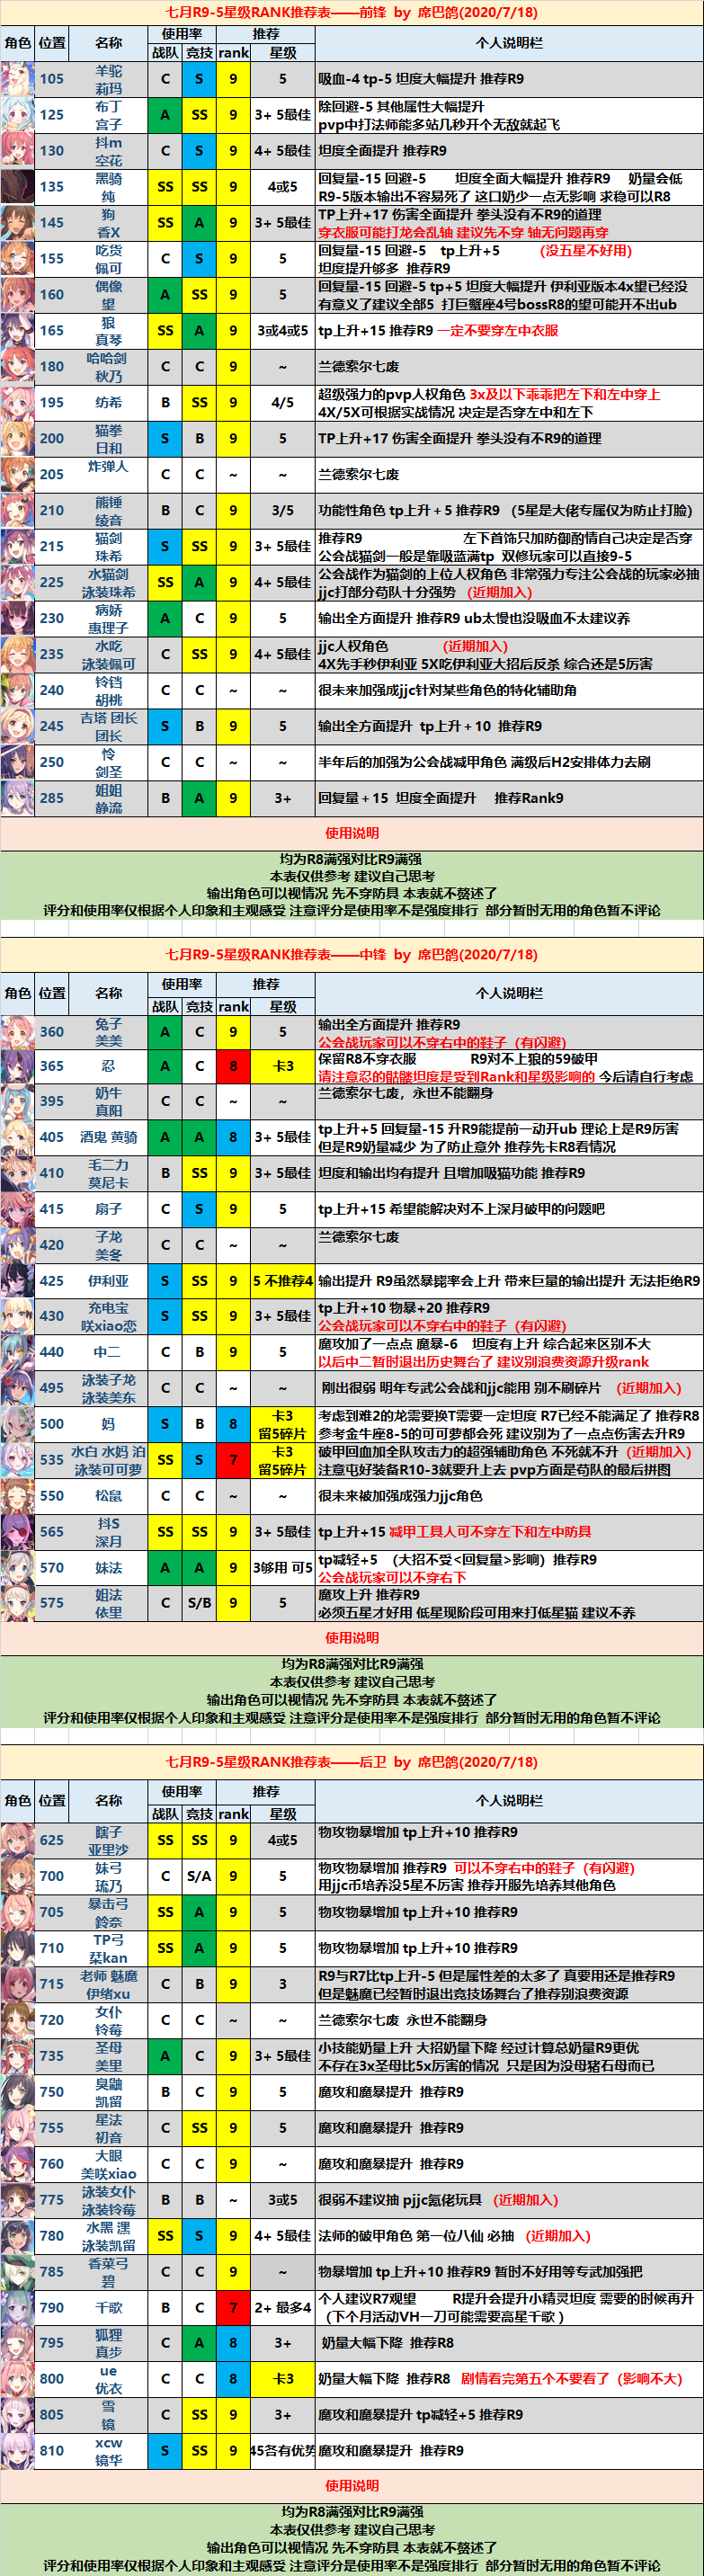 七月R9-5星级RANK推荐表——前锋 by 席巴鸽(2020/7/18)
角色 位置 名称 使用率 推荐 个人说明栏
战队 竞技 rank 星级
105 羊驼 莉玛 C S 9 5 吸血-4 tp-5 坦度大幅提升 推荐R9
125 布丁 宫子 A SS 9 3+ 5最佳 除回避-5 其他属性大幅提升
pvp中打法师能多站几秒开个无敌就起飞
130 抖m 空花 C S 9 4+ 5最佳 坦度全面提升 推荐R9
135 黑骑 纯 SS SS 9 4或5 回复量-15 回避-5 坦度全面大幅提升 推荐R9 奶量会低
R9-5版本输出不容易死了 这口奶少一点无影响 求稳可以R8
145 狗 香X SS A 9 3+ 5最佳 TP上升+17 伤害全面提升 拳头没有不R9的道理
穿衣服可能打龙会乱轴 建议先不穿 轴无问题再穿
155 吃货 佩可 C S 9 5 回复量-15 回避-5 tp上升+5 (没五星不好用)
坦度提升够多 推荐R9
160 偶像 望 A SS 9 5 回复量-15 回避-5 tp+5 坦度大幅提升 伊利亚版本4x望已经没
有意义了建议全部5 打巨蟹座4号bossR8的望可能开不出ub
165 狼 真琴 SS A 9 3或4或5 tp上升+15 推荐R9 一定不要穿左中衣服
180 哈哈剑 秋乃 C C 9 ~ 兰德索尔七废
195 纺希 B SS 9 4/5 超级强力的pvp人权角色 3x及以下乖乖把左下和左中穿上
4X/5X可根据实战情况 决定是否穿左中和左下
200 猫拳 日和 S B 9 5 TP上升+17 伤害全面提升 拳头没有不R9的道理
205 炸弹人 C C ~ ~ 兰德索尔七废
210 熊锤 绫音 B C 9 3/5 功能性角色 tp上升＋5 推荐R9 （5星是大佬专属仅为防止打脸）
215 猫剑 珠希 S SS 9 3+ 5最佳 推荐R9 左下首饰只加防御酌情自己决定是否穿
公会战猫剑一般是靠吸蓝满tp 双修玩家可以直接9-5
225 水猫剑 泳装珠希 SS A 9 4+ 5最佳 公会战作为猫剑的上位人权角色 非常强力专注公会战的玩家必抽
jjc打部分苟队十分强势 （近期加入）
230 病娇 惠理子 A C 9 5 输出全方面提升 推荐R9 ub太慢也没吸血不太建议养
235 水吃 泳装佩可 C SS 9 4+ 5最佳 jjc人权角色 （近期加入）
4X先手秒伊利亚 5X吃伊利亚大招后反杀 综合还是5厉害
240 铃铛 胡桃 C C ~ ~ 很未来加强成jjc针对某些角色的特化辅助角
245 吉塔 团长 团长 S B 9 5 输出全方面提升 tp上升＋10 推荐R9
250 怜 剑圣 C C ~ ~ 半年后的加强为公会战减甲角色 满级后H2安排体力去刷
285 姐姐 静流 B A 9 3+ 回复量＋15 坦度全面提升 推荐Rank9
使用说明
均为R8满强对比R9满强
本表仅供参考 建议自己思考
输出角色可以视情况 先不穿防具 本表就不赘述了
评分和使用率仅根据个人印象和主观感受 注意评分是使用率不是强度排行 部分暂时无用的角色暂不评论
七月R9-5星级RANK推荐表——中锋 by 席巴鸽(2020/7/18)
角色 位置 名称 使用率 推荐 个人说明栏
战队 竞技 rank 星级
360 兔子 美美 A C 9 5 输出全方面提升 推荐R9
公会战玩家可以不穿右中的鞋子（有闪避）
365 忍 A C 8 卡3 保留R8不穿衣服 R9对不上狼的59破甲
请注意忍的骷髅坦度是受到Rank和星级影响的 今后请自行考虑
395 奶牛 真阳 C C ~ ~ 兰德索尔七废，永世不能翻身
405 酒鬼 黄骑 A A 8 3+ 5最佳 tp上升+5 回复量-15 升R9能提前一动开ub 理论上是R9厉害
但是R9奶量减少 为了防止意外 推荐先卡R8看情况
410 毛二力 莫尼卡 B SS 9 3+ 5最佳 坦度和输出均有提升 且增加吸猫功能 推荐R9
415 扇子 C S 9 5 tp上升+15 希望能解决对不上深月破甲的问题吧
420 子龙 美冬 C C ~ ~ 兰德索尔七废
425 伊利亚 S SS 9 5 不推荐4 输出提升 R9虽然暴毙率会上升 带来巨量的输出提升 无法拒绝R9
430 充电宝 咲xiao恋 S SS 9 3+ 5最佳 tp上升+10 物暴+20 推荐R9
公会战玩家可以不穿右中的鞋子（有闪避）
440 中二 C B 9 5 魔攻加了一点点 魔暴-6 坦度有上升 综合起来区别不大
以后中二暂时退出历史舞台了 建议别浪费资源升级rank
495 泳装子龙 泳装美东 C C ~ ~ 刚出很弱 明年专武公会战和jjc能用 别不刷碎片 （近期加入）
500 妈 S B 8 卡3 留5碎片 考虑到难2的龙需要换T需要一定坦度 R7已经不能满足了 推荐R8
参考金牛座8-5的可可萝都会死 建议别为了一点点伤害去升R9
535 水白 水妈 泊 泳装可可萝 SS S 7 卡3 留5碎片 破甲回血加全队攻击力的超强辅助角色 不死就不升（近期加入）
注意屯好装备R10-3就要升上去 pvp方面是苟队的最后拼图
550 松鼠 C C ~ ~ 很未来被加强成强力jjc角色
565 抖S 深月 SS SS 9 3+ 5最佳 tp上升+15 减甲工具人可不穿左下和左中防具
570 妹法 A A 9 3够用 可5 tp减轻+5 （大招不受<回复量>影响）推荐R9
公会战玩家可以不穿右下
575 姐法 依里 C S/B 9 5 魔攻上升 推荐R9
必须五星才好用 低星现阶段可用来打低星猫 建议不养
使用说明
均为R8满强对比R9满强
本表仅供参考 建议自己思考
输出角色可以视情况 先不穿防具 本表就不赘述了
评分和使用率仅根据个人印象和主观感受 注意评分是使用率不是强度排行 部分暂时无用的角色暂不评论
七月R9-5星级RANK推荐表——后卫 by 席巴鸽(2020/7/18)
角色 位置 名称 使用率 推荐 个人说明栏
战队 竞技 rank 星级
625 瞎子 亚里沙 SS SS 9 4或5 物攻物暴增加 tp上升+10 推荐R9
700 妹弓 琉乃 C S/A 9 5 物攻物暴增加 推荐R9 可以不穿右中的鞋子（有闪避）
用jjc币培养没5星不厉害 推荐开服先培养其他角色
705 暴击弓 鈴奈 SS A 9 5 物攻物暴增加 tp上升+10 推荐R9
710 TP弓 栞kan SS A 9 5 物攻物暴增加 tp上升+10 推荐R9
715 老师 魅魔 伊绪xu C B 9 3 R9与R7比tp上升-5 但是属性差的太多了 真要用还是推荐R9
但是魅魔已经暂时退出竞技场舞台了推荐别浪费资源
720 女仆 铃莓 C C ~ ~ 兰德索尔七废 永世不能翻身
735 圣母 美里 A C 9 3+ 5最佳 小技能奶量上升 大招奶量下降 经过计算总奶量R9更优
不存在3x圣母比5x厉害的情况 只是因为没母猪石母而已
750 臭鼬 凯留 B C 9 5 魔攻和魔暴提升 推荐R9
755 星法 初音 C SS 9 5 魔攻和魔暴提升 推荐R9
760 大眼 美咲xiao C C 9 ~ 魔攻和魔暴提升 推荐R9
775 泳装女仆 泳装铃莓 B B ~ 3或5 很弱不建议抽 pjjc氪佬玩具 （近期加入）
780 水黑 潶 泳装凯留 SS S 9 4+ 5最佳 法师的破甲角色 第一位八仙 必抽 （近期加入）
785 香菜弓 碧 C C 9 ~ 物暴增加 tp上升+10 推荐R9 暂时不好用等专武加强把
790 千歌 B C 7 2+ 最多4 个人建议R7观望 R提升会提升小精灵坦度 需要的时候再升
（下个月活动VH一刀可能需要高星千歌 ）
795 狐狸 真步 C A 8 3+ 奶量大幅下降 推荐R8
800 ue 优衣 C C 8 卡3 奶量大幅下降 推荐R8 剧情看完第五个不要看了（影响不大）
805 雪 镜 C SS 9 3+ 魔攻和魔暴提升 tp减轻+5 推荐R9
810 xcw 镜华 S SS 9 45各有优势 魔攻和魔暴提升 推荐R9
使用说明
均为R8满强对比R9满强
本表仅供参考 建议自己思考
输出角色可以视情况 先不穿防具 本表就不赘述了
评分和使用率仅根据个人印象和主观感受 注意评分是使用率不是强度排行 部分暂时无用的角色暂不评论